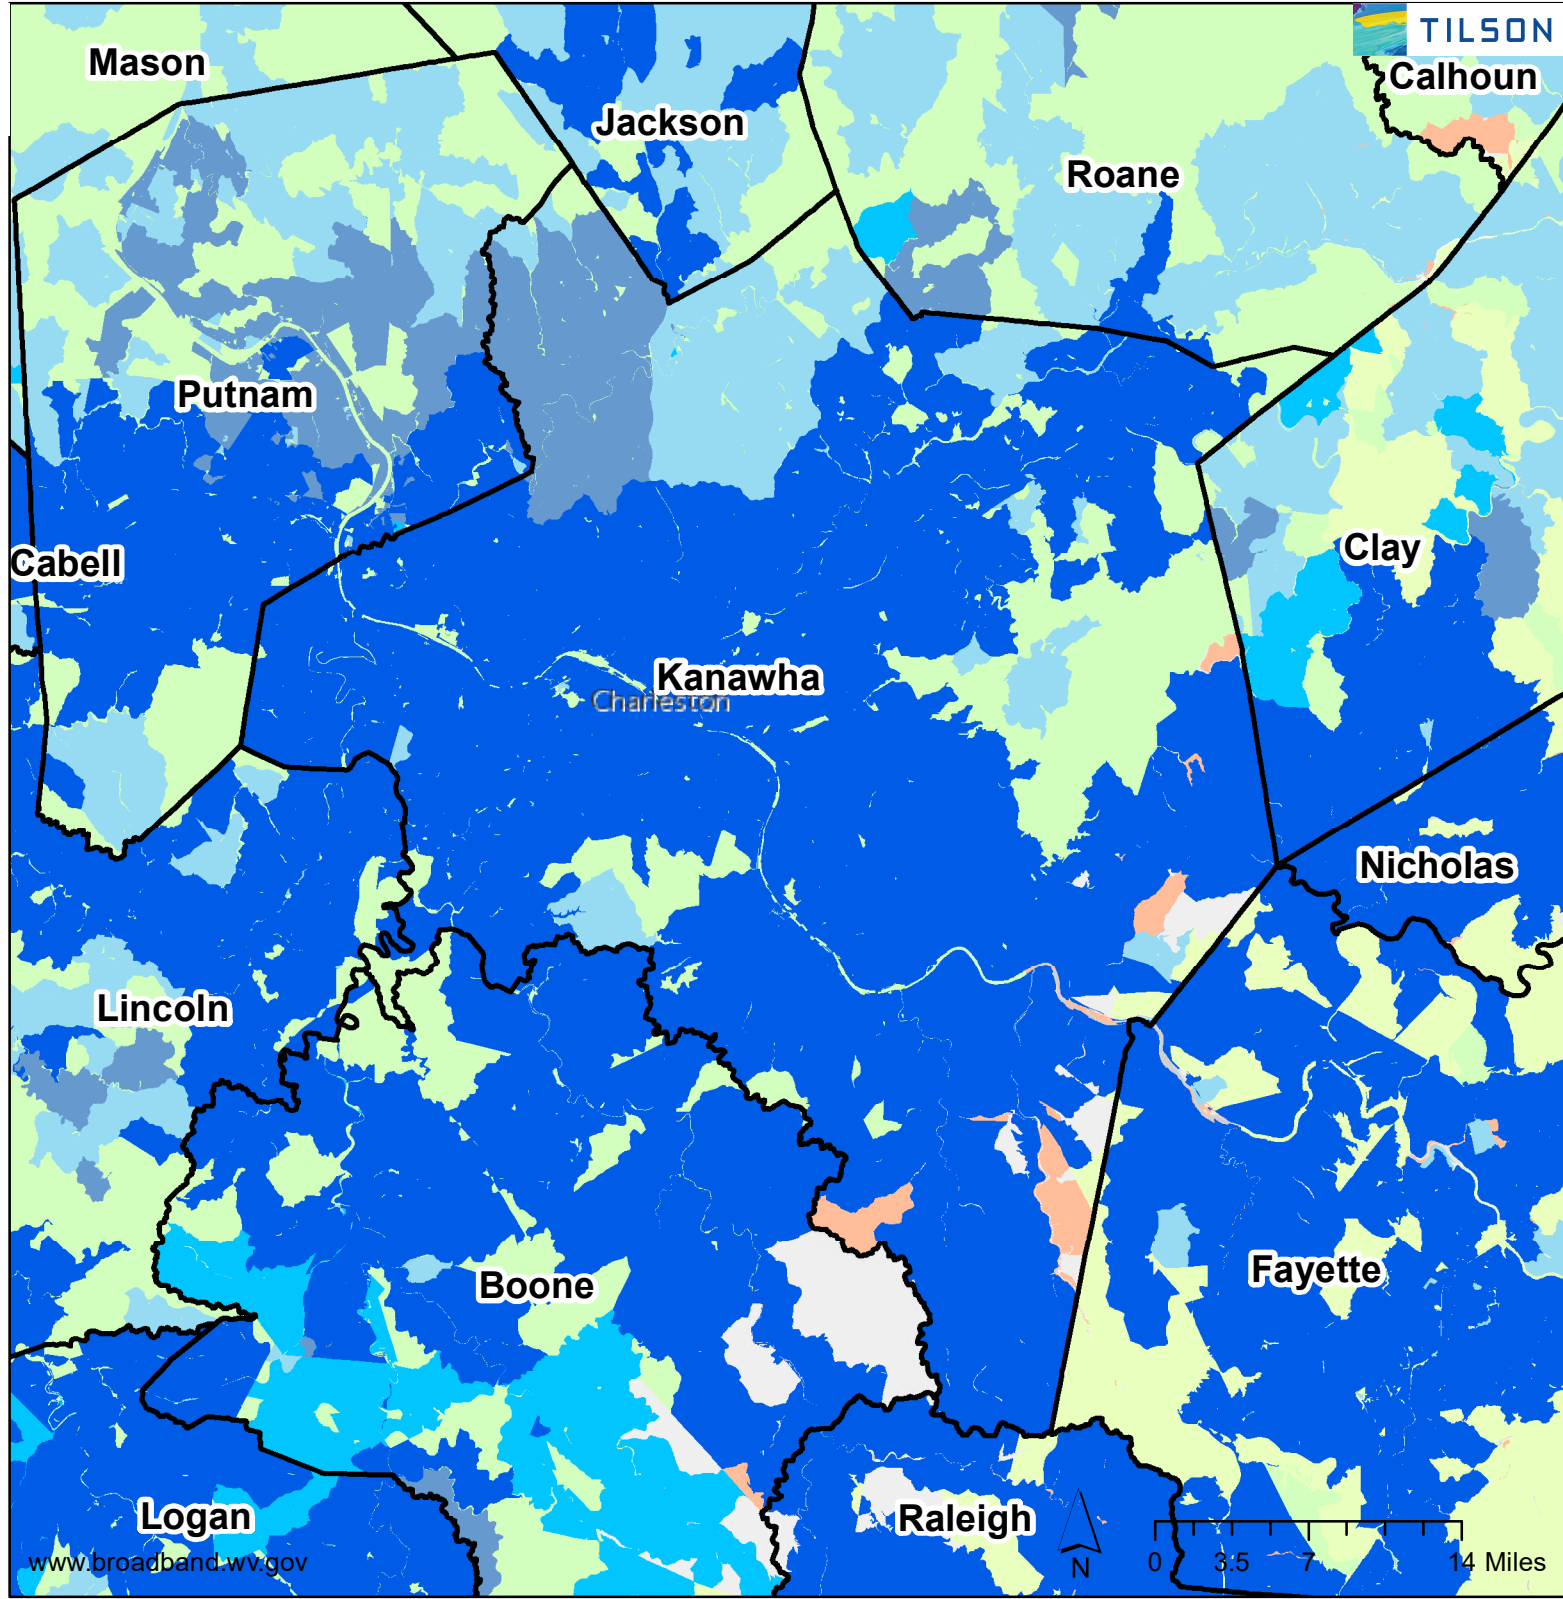 TILSON
Mason
Calhoun
Jackson
Roane
Putnam
Clay
Cabell
Kanawha
Charleston
Nicholas
Lincoln
Fayette
Boone
Logan
Raleigh
www.broadband.wv.gov
N
0 3.5 7 14 Miles